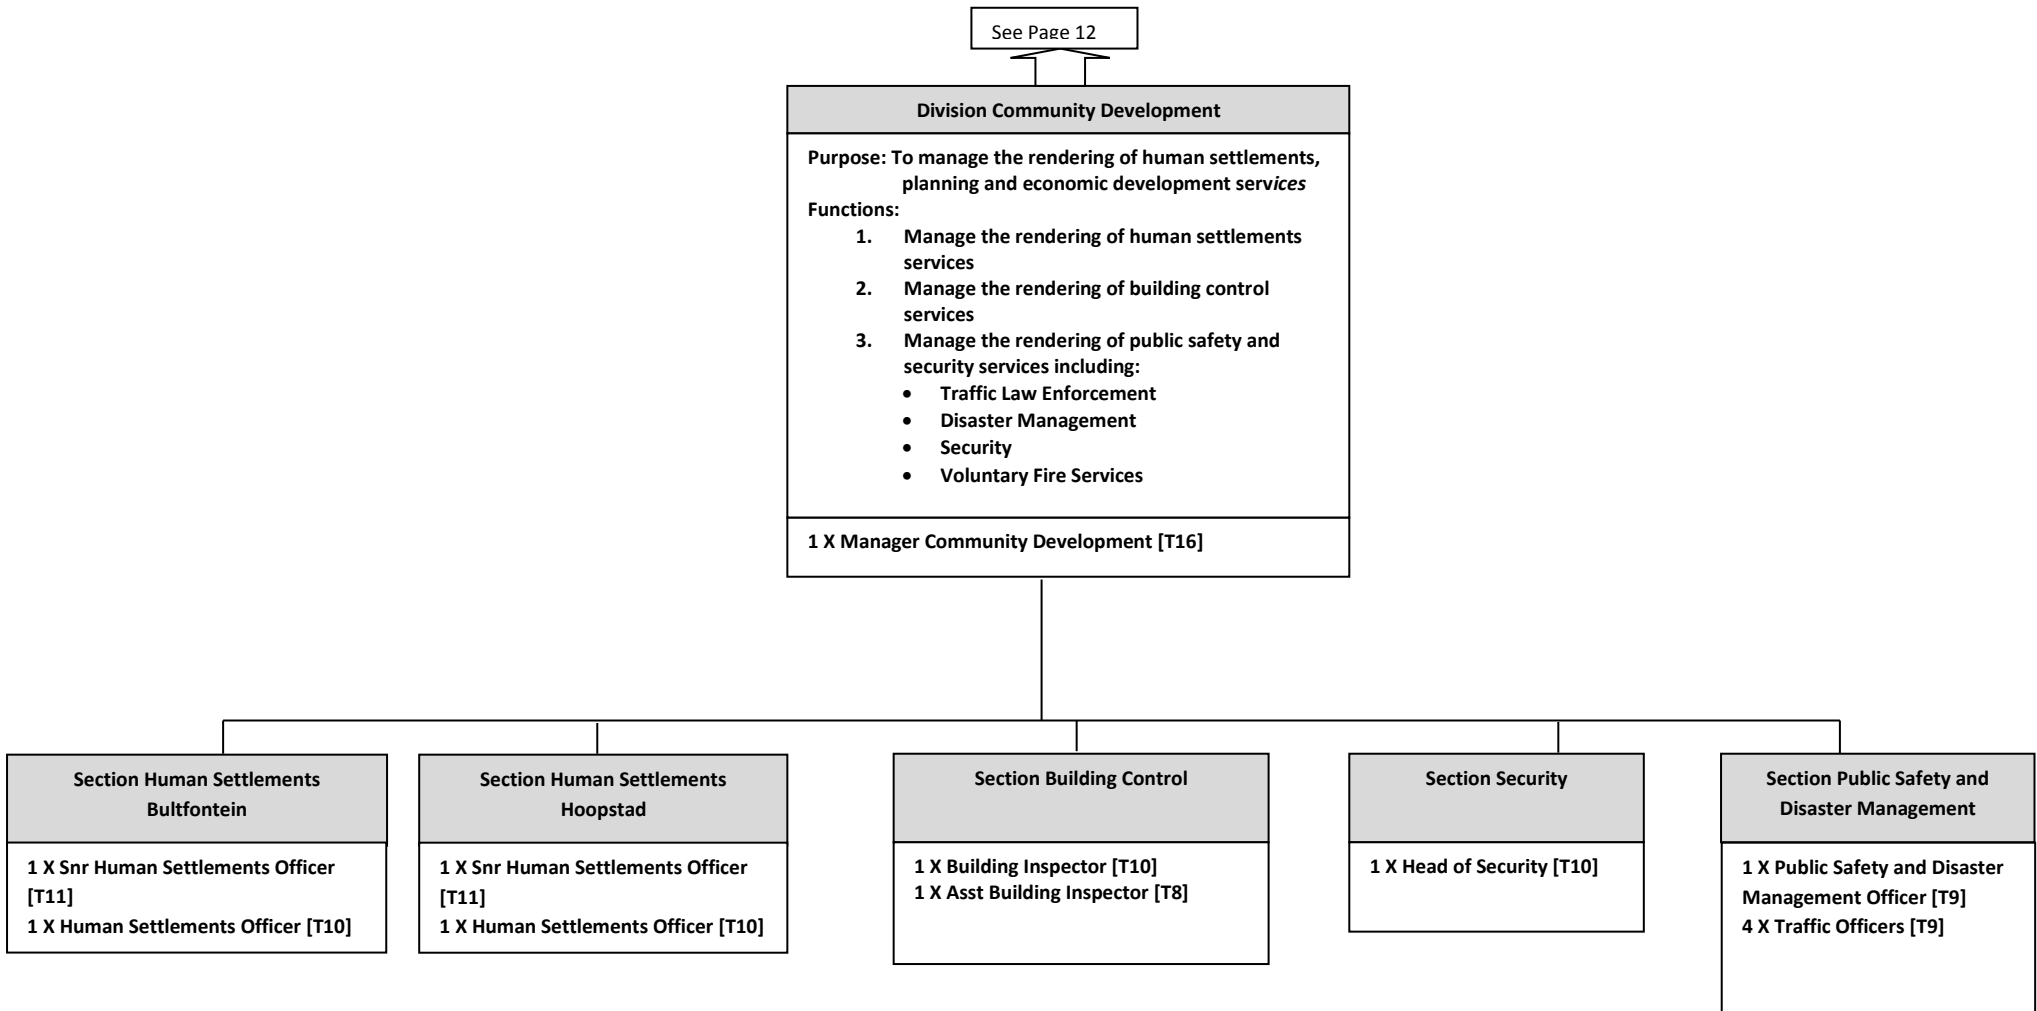 See Page 12
Division Community Development
Purpose: To manage the rendering of human settlements,
planning and economic development services
Functions:
1. Manage the rendering of human settlements
services
2. Manage the rendering of building control
services
3. Manage the rendering of public safety and
security services including:
• Traffic Law Enforcement
• Disaster Management
• Security
• Voluntary Fire Services
1 X Manager Community Development [T16]
Section Human Settlements
Bultfontein
1 X Snr Human Settlements Officer
[T11]
1 X Human Settlements Officer [T10]
Section Human Settlements
Hoopstad
1 X Snr Human Settlements Officer
[T11]
1 X Human Settlements Officer [T10]
Section Building Control
1 X Building Inspector [T10]
1 X Asst Building Inspector [T8]
Section Security
1 X Head of Security [T10]
Section Public Safety and
Disaster Management
1 X Public Safety and Disaster
Management Officer [T9]
4 X Traffic Officers [T9]